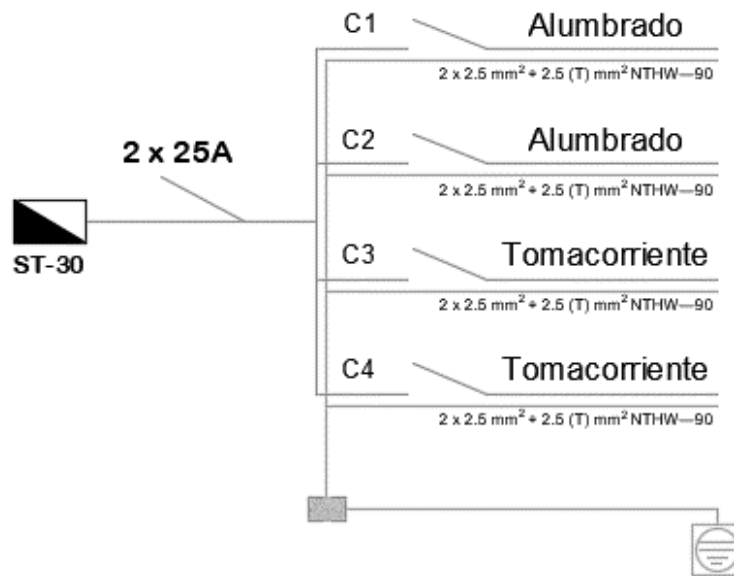 C1 Alumbrado
2 x 2.5 mm² + 2.5 (T) mm² NTHW—90
2 x 25A
C2 Alumbrado
2 x 2.5 mm² + 2.5 (T) mm² NTHW—90
ST-30
C3 Tomacorriente
2 x 2.5 mm² + 2.5 (T) mm² NTHW—90
C4 Tomacorriente
2 x 2.5 mm² + 2.5 (T) mm² NTHW—90